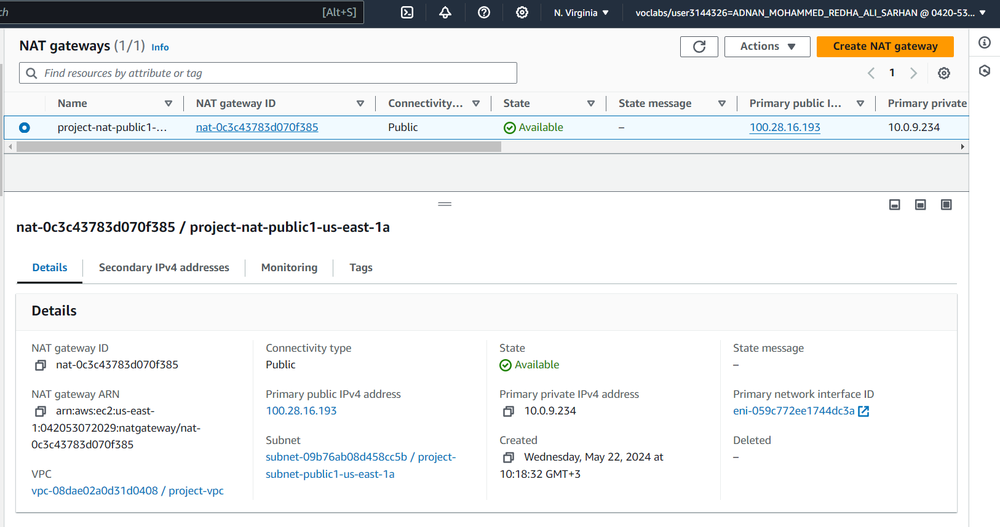 ch [Alt+S] N. Virginia voclabs/user3144326=ADNAN_MOHAMMED_REDHA_ALI_SARHAN @ 0420-53...
NAT gateways (1/1) Info Actions Create NAT gateway
Find resources by attribute or tag 1
Name NAT gateway ID Connectivity... State State message Primary public I... Primary private
project-nat-public1-... nat-0c3c43783d070f385 Public Available – 100.28.16.193 10.0.9.234
nat-0c3c43783d070f385 / project-nat-public1-us-east-1a
Details Secondary IPv4 addresses Monitoring Tags
Details
NAT gateway ID
nat-0c3c43783d070f385
NAT gateway ARN
arn:aws:ec2:us-east-
1:042053072029:natgateway/nat-
0c3c43783d070f385
VPC
vpc-08dae02a0d31d0408 / project-vpc
Connectivity type
Public
Primary public IPv4 address
100.28.16.193
Subnet
subnet-09b76ab08d458cc5b / project-
subnet-public1-us-east-1a
State
Available
Primary private IPv4 address
10.0.9.234
Created
Wednesday, May 22, 2024 at
10:18:32 GMT+3
State message
–
Primary network interface ID
eni-059c772ee1744dc3a
Deleted
–